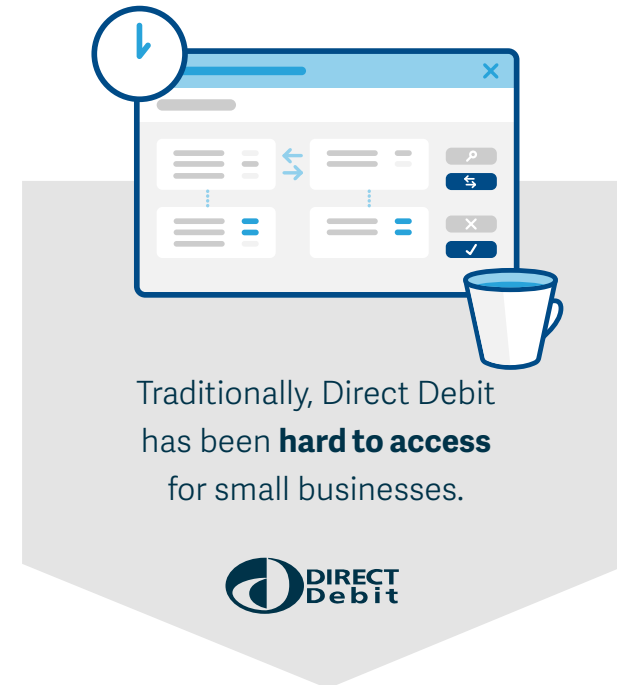 Traditionally, Direct Debit
has been hard to access
for small businesses.
DIRECT
Debit